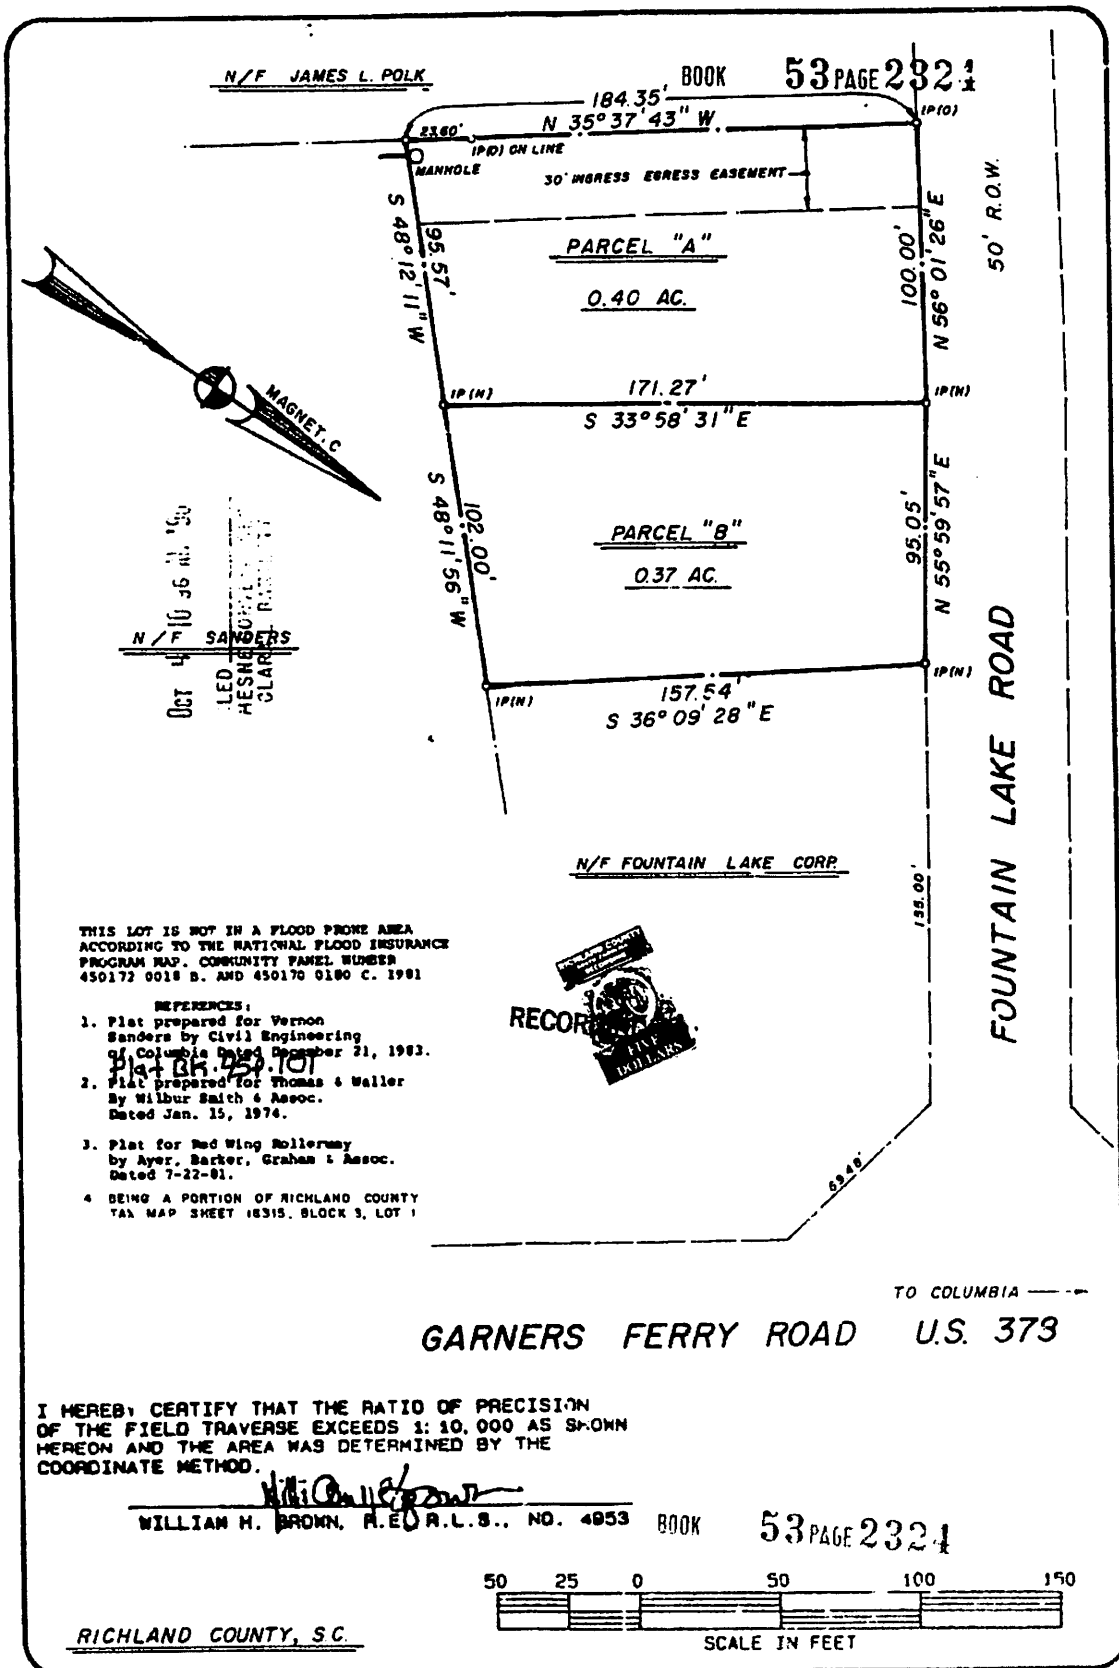 N/F JAMES L. POLK
BOOK 53 PAGE 2324
184.35'
N 35° 37' 43" W
IP(O)
23.60'
IP(O) ON LINE
MANHOLE
30' INGRESS EGRESS EASEMENT
50' R.O.W.
S 48° 12' 11" W
95.57'
PARCEL "A"
0.40 AC.
100.00'
N 56° 01' 26" E
MAGNETIC
IP(N)
171.27'
IP(N)
S 33° 58' 31" E
S 48° 11' 56" W
102.00'
PARCEL "B"
0.37 AC.
95.05'
N 55° 59' 57" E
OCT 4 10 36 AM '90
N/F SANDERS
IP(N)
157.54'
IP(N)
S 36° 09' 28" E
FOUNTAIN LAKE ROAD
N/F FOUNTAIN LAKE CORP.
THIS LOT IS NOT IN A FLOOD PRONE AREA
ACCORDING TO THE NATIONAL FLOOD INSURANCE
PROGRAM MAP. COMMUNITY PANEL NUMBER
450172 0018 B. AND 450170 0180 C. 1981
REFERENCES:
1. Plat prepared for Vernon
Sanders by Civil Engineering
of Columbia Dated December 21, 1983.
Plat BK.
2. Plat prepared for Thomas & Waller
By Wilbur Smith & Assoc.
Dated Jan. 15, 1974.
3. Plat for Red Wing Rollerway
by Ayer, Barker, Graham & Assoc.
Dated 7-22-81.
4 BEING A PORTION OF RICHLAND COUNTY
TAX MAP SHEET 16315, BLOCK 3, LOT 1
RECOR
FIVE
DOLLARS
69.48'
TO COLUMBIA
GARNERS FERRY ROAD U.S. 378
I HEREBY CERTIFY THAT THE RATIO OF PRECISION
OF THE FIELD TRAVERSE EXCEEDS 1: 10,000 AS SHOWN
HEREON AND THE AREA WAS DETERMINED BY THE
COORDINATE METHOD.
WILLIAM H. BROWN, P.E. R.L.S., NO. 4953
BOOK 53 PAGE 2324
50 25 0 50 100 150
SCALE IN FEET
RICHLAND COUNTY, S.C.